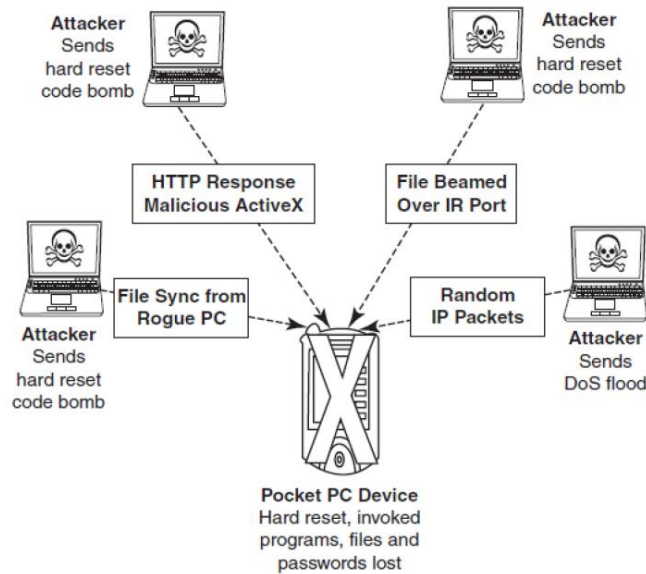 Attacker
Sends
hard reset
code bomb
Attacker
Sends
hard reset
code bomb
HTTP Response
Malicious ActiveX
File Beamed
Over IR Port
File Sync from
Rogue PC
Random
IP Packets
Attacker
Sends
hard reset
code bomb
Attacker
Sends
DoS flood
Pocket PC Device
Hard reset, invoked
programs, files and
passwords lost